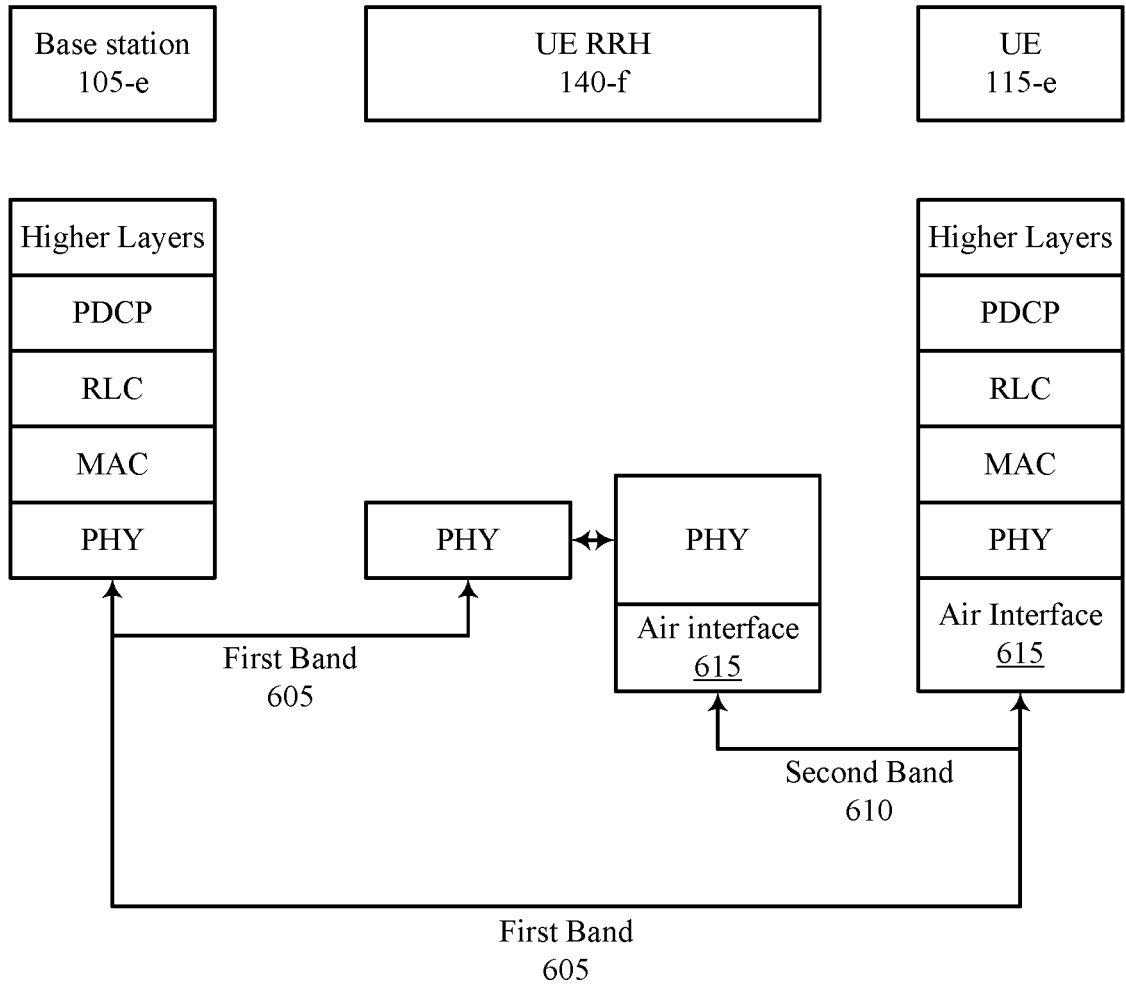 Base station
105-e
UE RRH
140-f
UE
115-e
Higher Layers
PDCP
RLC
MAC
PHY
PHY
PHY
Air interface
615
Higher Layers
PDCP
RLC
MAC
PHY
Air Interface
615
First Band
605
Second Band
610
First Band
605